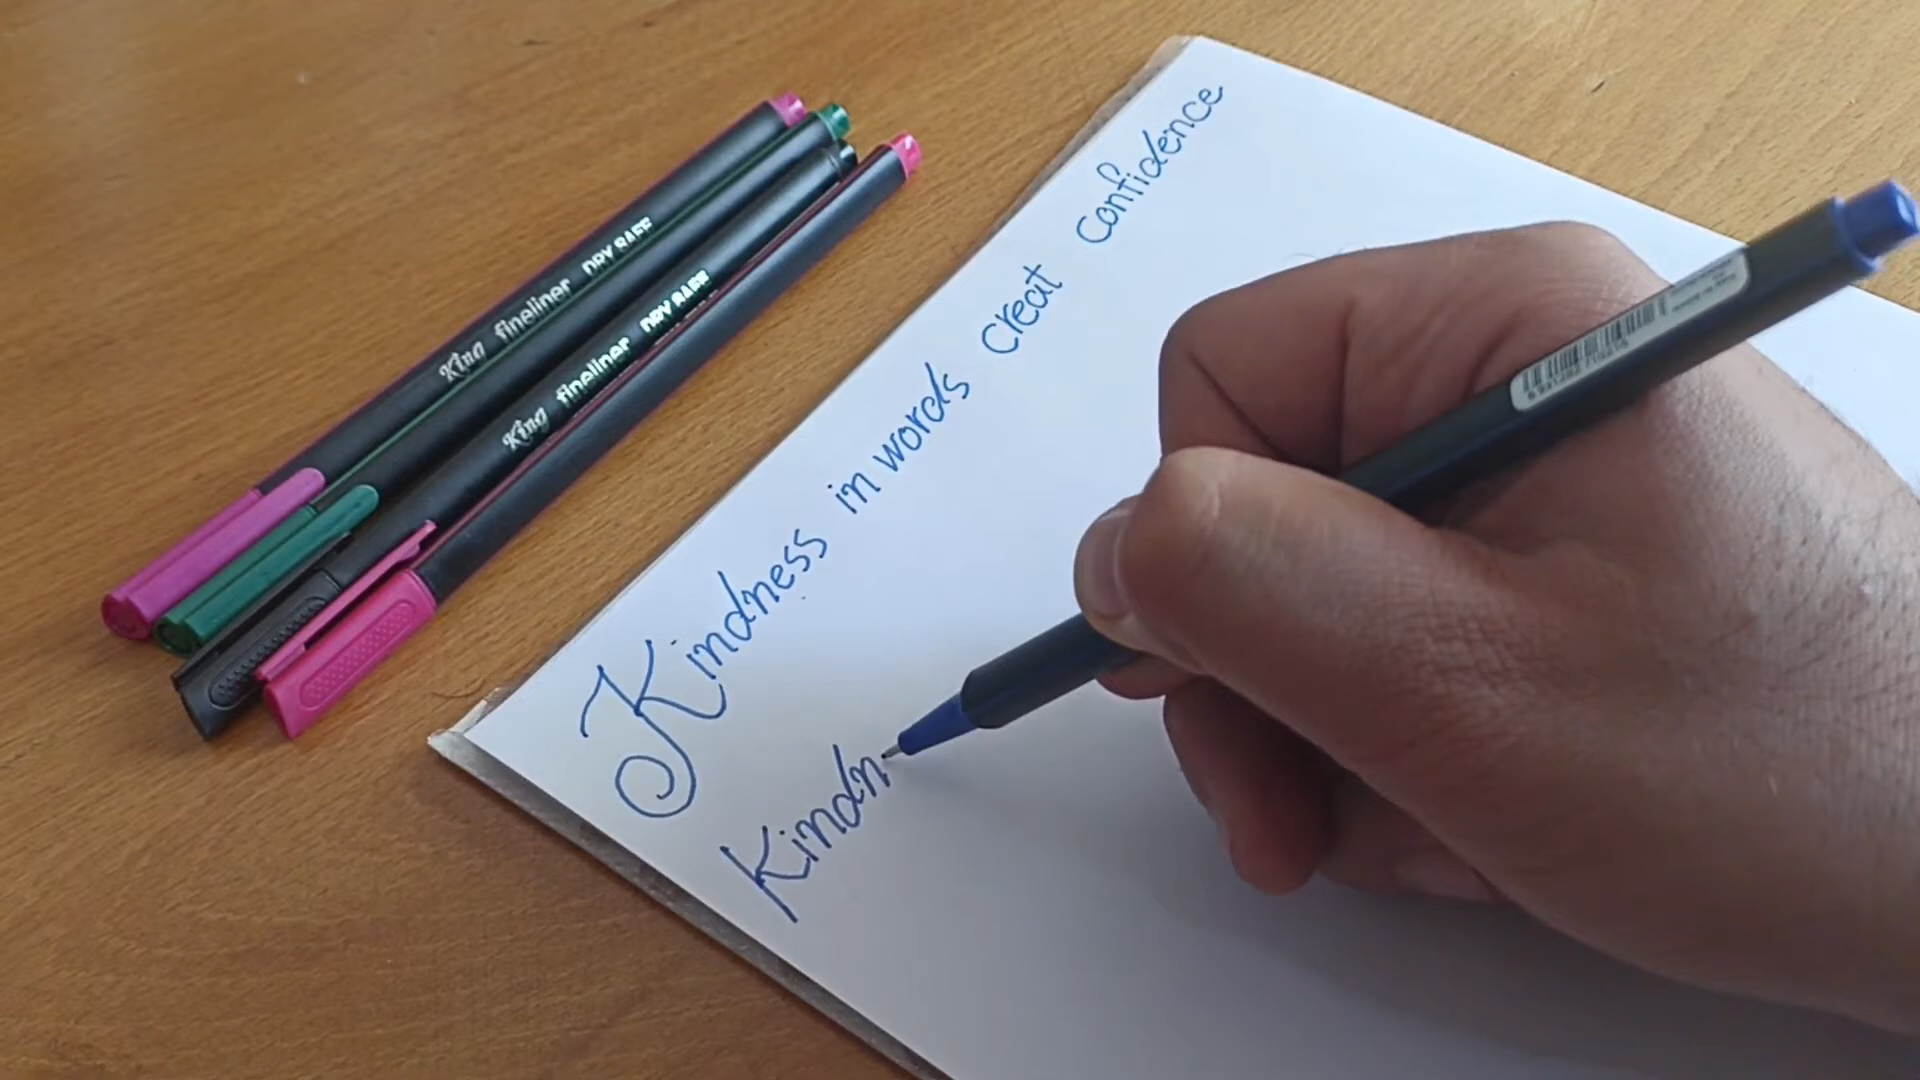 King fineliner DRY SAFE
King fineliner DRY SAFE
Kindness in words creat confidence
Kindn